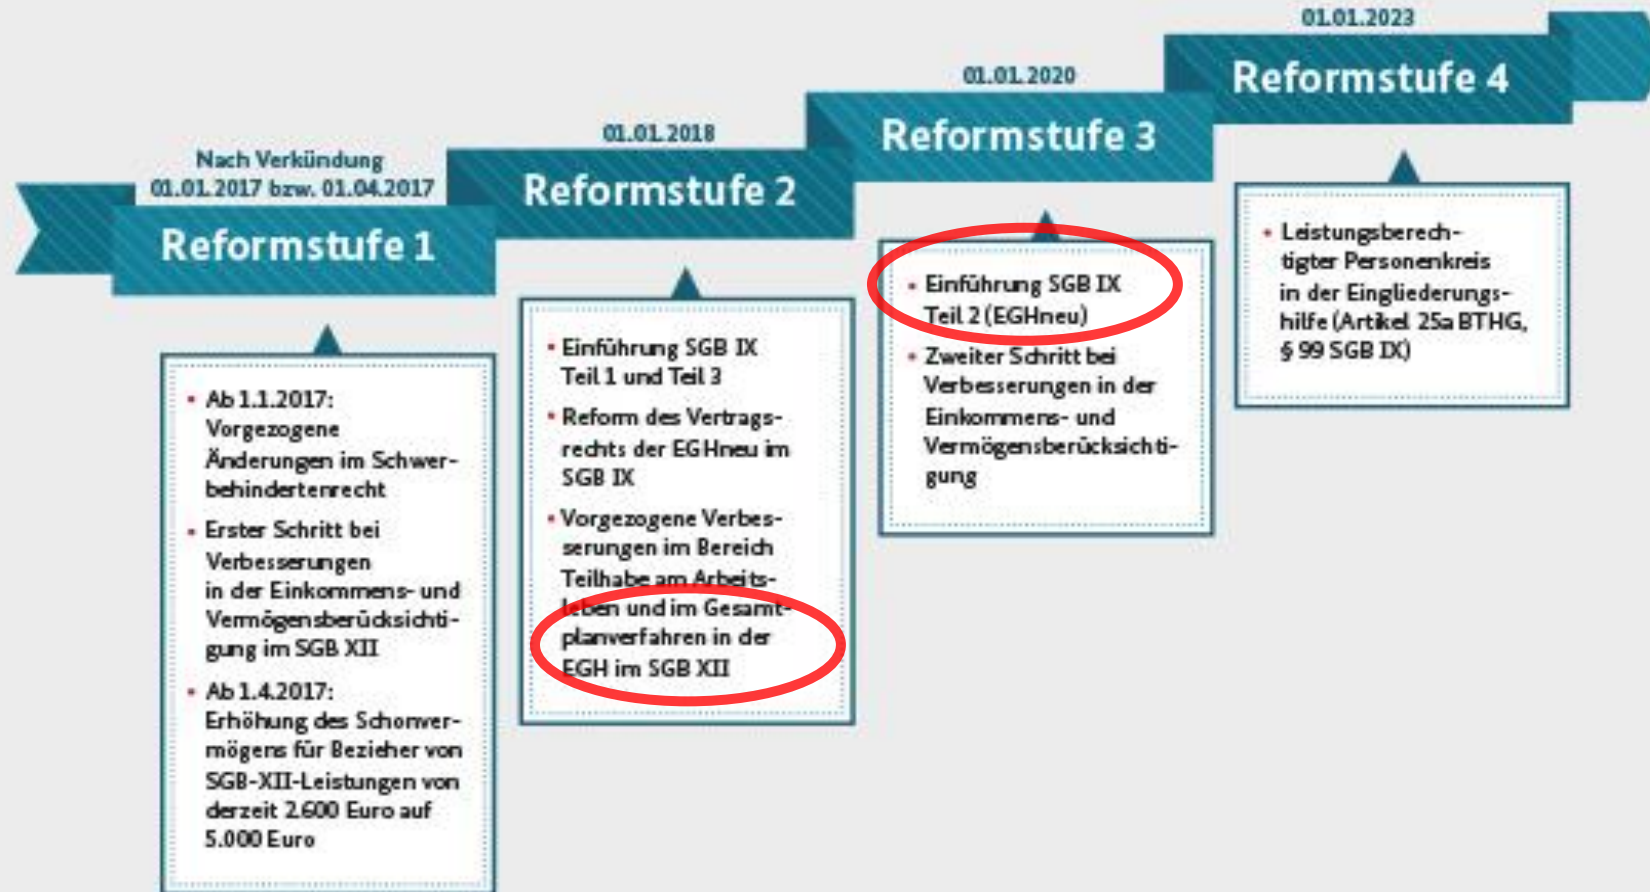 Nach Verkündung
01.01.2017 bzw. 01.04.2017
Reformstufe 1
• Ab 1.1.2017:
Vorgezogene
Änderungen im Schwer-
behindertenrecht
• Erster Schritt bei
Verbesserungen
in der Einkommens- und
Vermögensberücksichti-
gung im SGB XII
• Ab 1.4.2017:
Erhöhung des Schonver-
mögens für Bezieher von
SGB-XII-Leistungen von
derzeit 2.600 Euro auf
5.000 Euro
01.01.2018
Reformstufe 2
• Einführung SGB IX
Teil 1 und Teil 3
• Reform des Vertrags-
rechts der EGHneu im
SGB IX
• Vorgezogene Verbes-
serungen im Bereich
Teilhabe am Arbeits-
leben und im Gesamt-
planverfahren in der
EGH im SGB XII
01.01.2020
Reformstufe 3
• Einführung SGB IX
Teil 2 (EGHneu)
• Zweiter Schritt bei
Verbesserungen in der
Einkommens- und
Vermögensberücksichti-
gung
01.01.2023
Reformstufe 4
• Leistungsberech-
tigter Personenkreis
in der Eingliederungs-
hilfe (Artikel 25a BTHG,
§ 99 SGB IX)